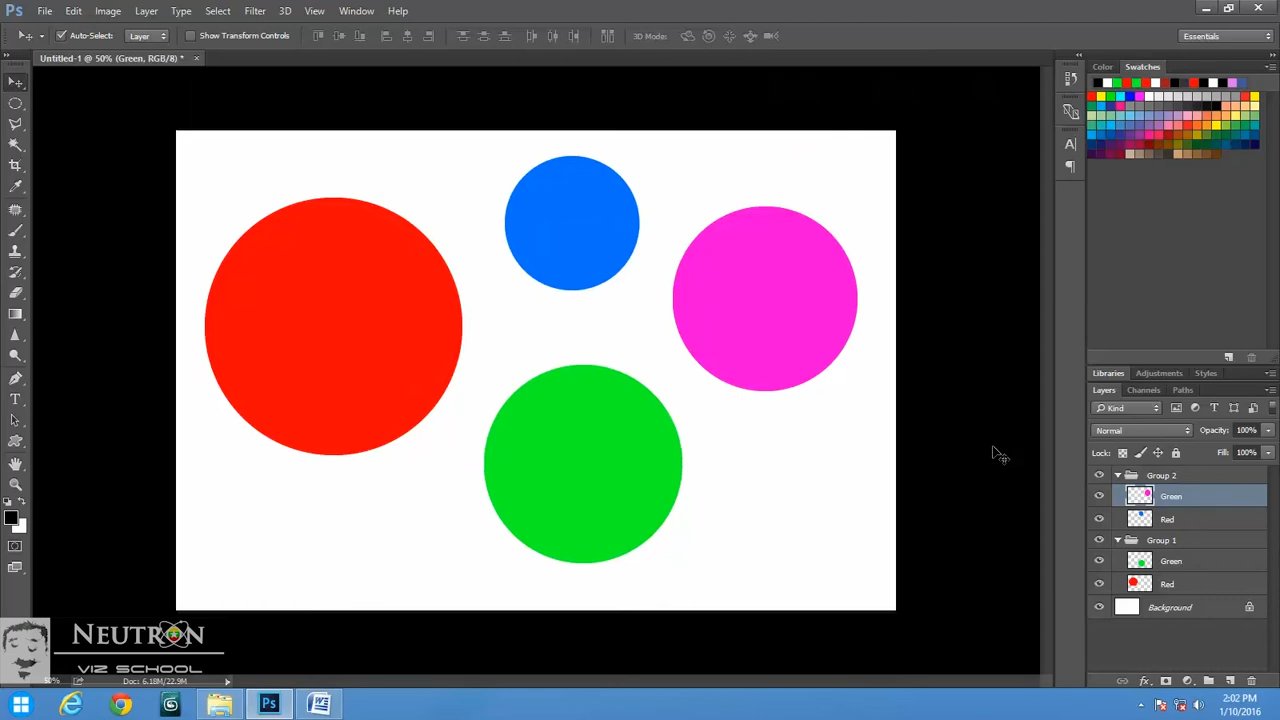 Ps File Edit Image Layer Type Select Filter 3D View Window Help
Auto-Select: Layer Show Transform Controls 3D Mode: Essentials
Untitled-1 @ 50% (Green, RGB/8) * ×
Color Swatches
A
Libraries Adjustments Styles
Layers Channels Paths
Kind
Normal Opacity: 100%
Lock: Fill: 100%
Group 2
Green
Red
Group 1
Green
Red
Background
NEUTRON
VIZ SCHOOL
50% Doc: 6.18M/22.9M
fx
Ps
2:02 PM
1/10/2016